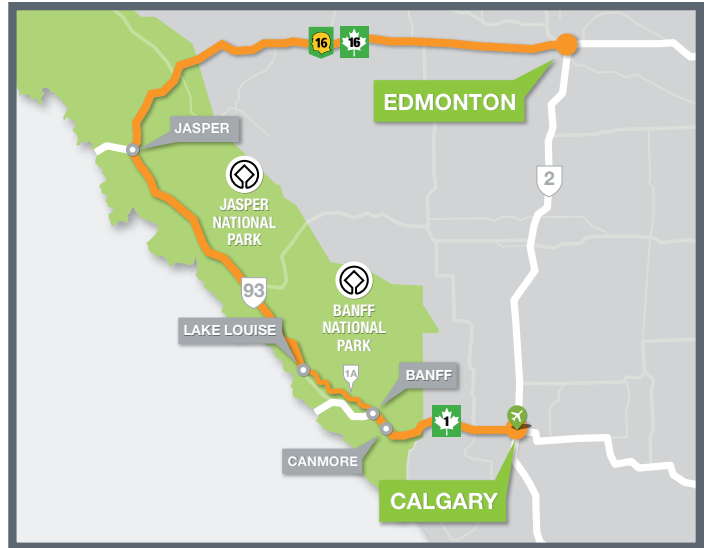 16
16
EDMONTON
JASPER
2
JASPER
NATIONAL
PARK
93
BANFF
NATIONAL
PARK
LAKE LOUISE
1A
BANFF
1
CANMORE
CALGARY